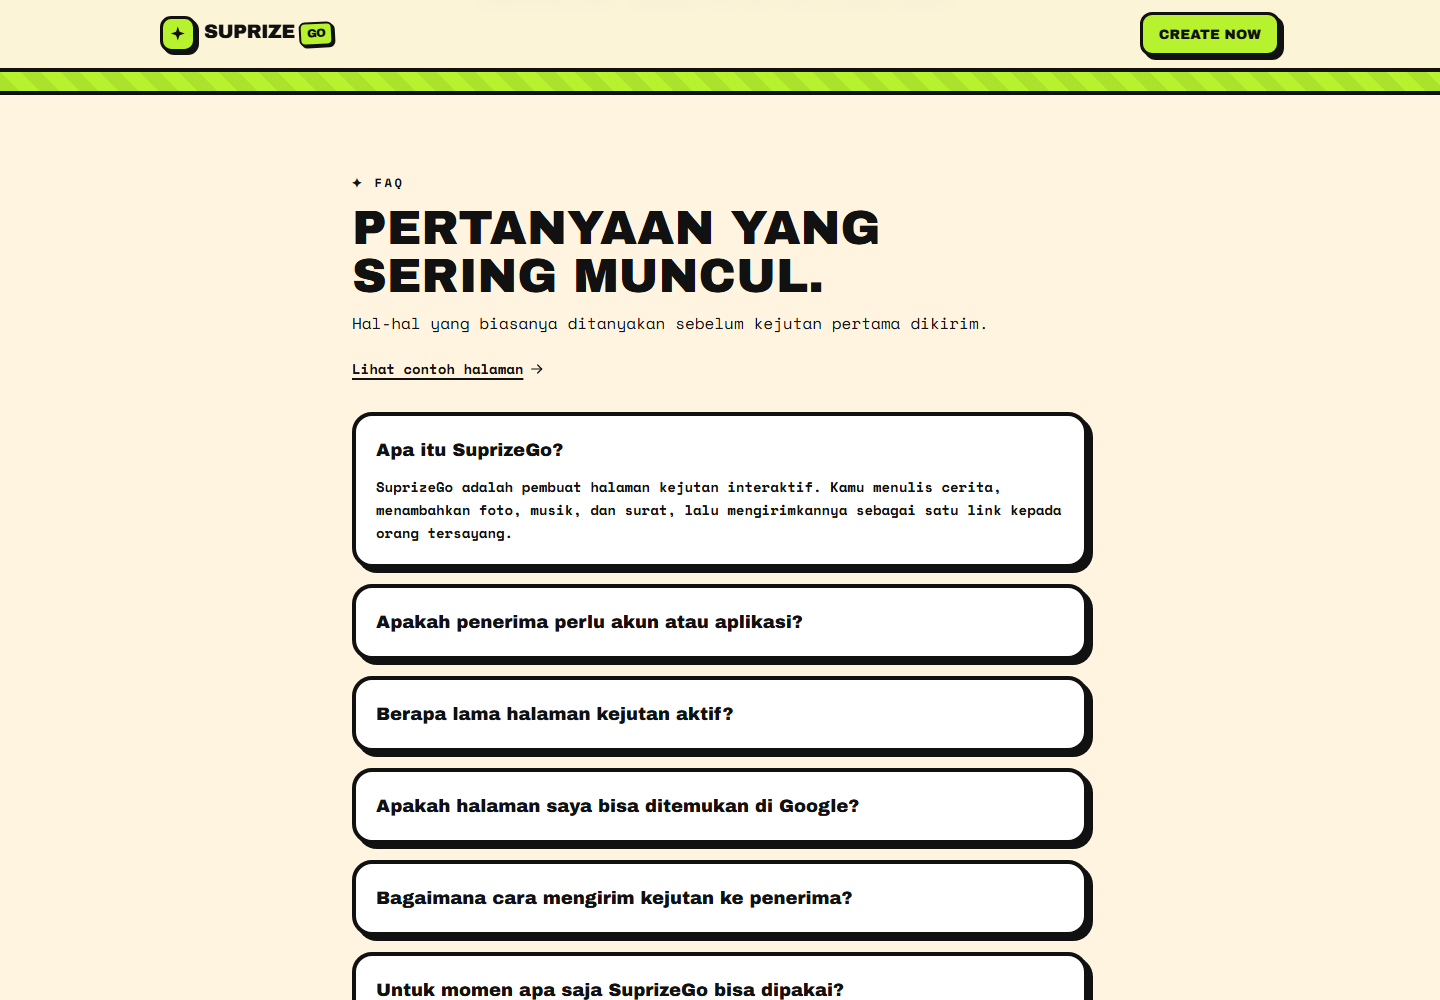 SUPRIZE GO
CREATE NOW
FAQ
PERTANYAAN YANG
SERING MUNCUL.
Hal-hal yang biasanya ditanyakan sebelum kejutan pertama dikirim.
Lihat contoh halaman →
Apa itu SuprizeGo?
SuprizeGo adalah pembuat halaman kejutan interaktif. Kamu menulis cerita,
menambahkan foto, musik, dan surat, lalu mengirimkannya sebagai satu link kepada
orang tersayang.
Apakah penerima perlu akun atau aplikasi?
Berapa lama halaman kejutan aktif?
Apakah halaman saya bisa ditemukan di Google?
Bagaimana cara mengirim kejutan ke penerima?
Untuk momen apa saja SuprizeGo bisa dipakai?